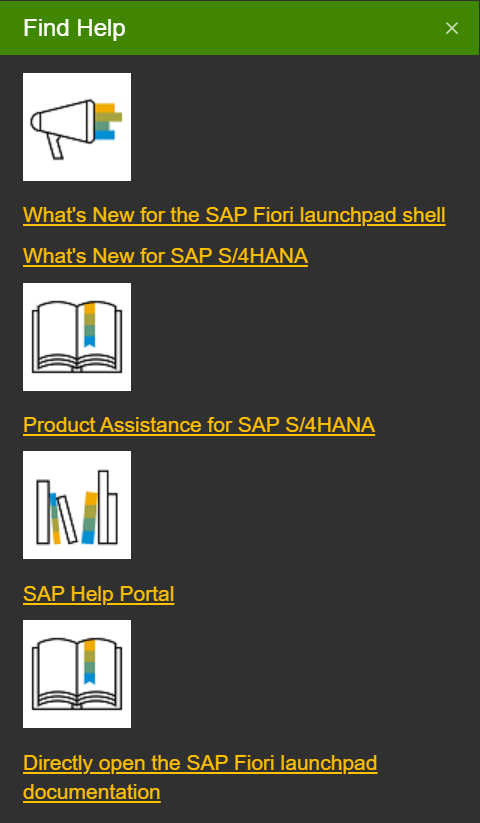 Find Help
What's New for the SAP Fiori launchpad shell
What's New for SAP S/4HANA
Product Assistance for SAP S/4HANA
SAP Help Portal
Directly open the SAP Fiori launchpad
documentation